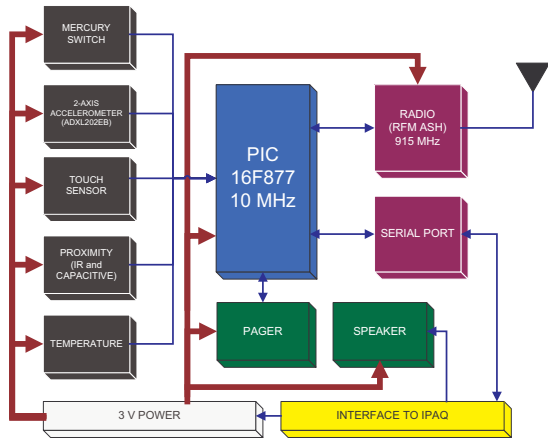 MERCURY
SWITCH
2-AXIS
ACCELEROMETER
(ADXL202EB)
TOUCH
SENSOR
PROXIMITY
(IR and
CAPACITIVE)
TEMPERATURE
PIC
16F877
10 MHz
RADIO
(RFM ASH)
915 MHz
SERIAL PORT
PAGER
SPEAKER
3 V POWER
INTERFACE TO IPAQ